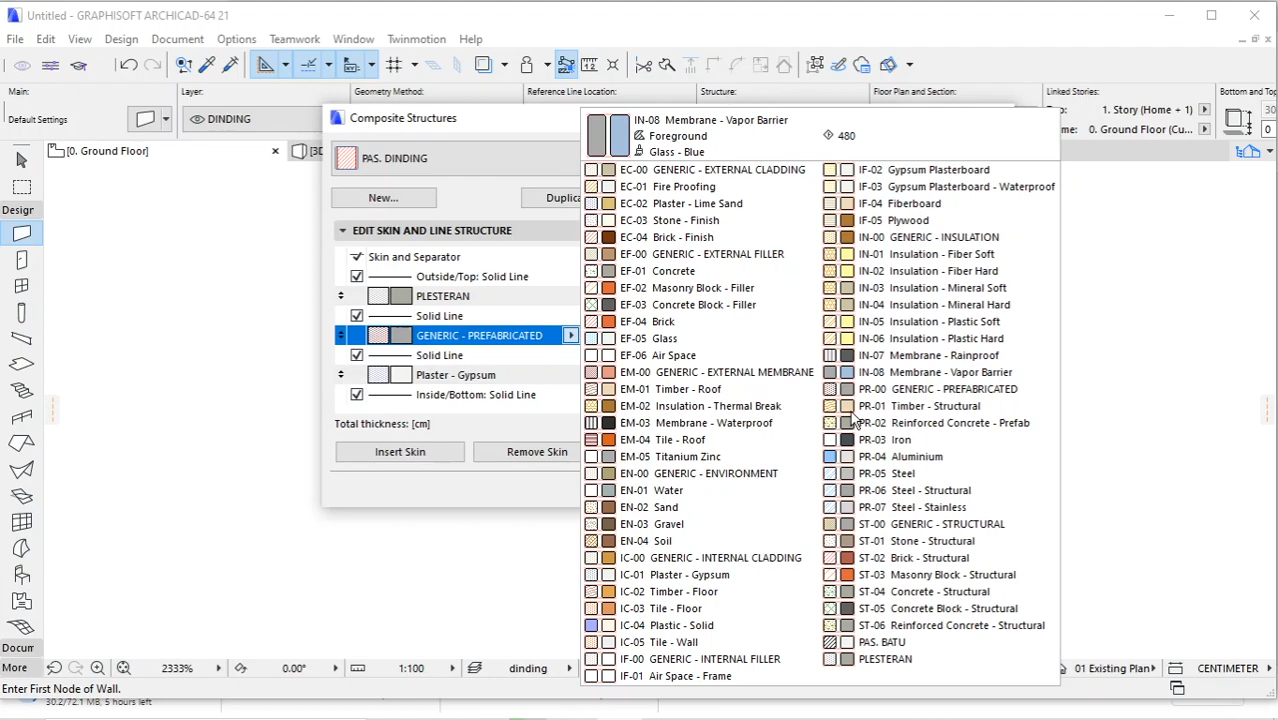 Untitled - GRAPHISOFT ARCHICAD-64 21
File Edit View Design Document Options Teamwork Window Twinmotion Help
Main: Layer: Geometry Method: Reference Line Location: Structure: Floor Plan and Section: Linked Stories: Bottom and Top
Default Settings
DINDING
1. Story (Home + 1)
0. Ground Floor (Cu...
[0. Ground Floor]
Composite Structures
PAS. DINDING
New...
Duplica
EDIT SKIN AND LINE STRUCTURE
Skin and Separator
Outside/Top: Solid Line
PLESTERAN
Solid Line
GENERIC - PREFABRICATED
Solid Line
Plaster - Gypsum
Inside/Bottom: Solid Line
Total thickness: [cm]
Insert Skin
Remove Skin
IN-08 Membrane - Vapor Barrier
Foreground
480
Glass - Blue
EC-00 GENERIC - EXTERNAL CLADDING
EC-01 Fire Proofing
EC-02 Plaster - Lime Sand
EC-03 Stone - Finish
EC-04 Brick - Finish
EF-00 GENERIC - EXTERNAL FILLER
EF-01 Concrete
EF-02 Masonry Block - Filler
EF-03 Concrete Block - Filler
EF-04 Brick
EF-05 Glass
EF-06 Air Space
EM-00 GENERIC - EXTERNAL MEMBRANE
EM-01 Timber - Roof
EM-02 Insulation - Thermal Break
EM-03 Membrane - Waterproof
EM-04 Tile - Roof
EM-05 Titanium Zinc
EN-00 GENERIC - ENVIRONMENT
EN-01 Water
EN-02 Sand
EN-03 Gravel
EN-04 Soil
IC-00 GENERIC - INTERNAL CLADDING
IC-01 Plaster - Gypsum
IC-02 Timber - Floor
IC-03 Tile - Floor
IC-04 Plastic - Solid
IC-05 Tile - Wall
IF-00 GENERIC - INTERNAL FILLER
IF-01 Air Space - Frame
IF-02 Gypsum Plasterboard
IF-03 Gypsum Plasterboard - Waterproof
IF-04 Fiberboard
IF-05 Plywood
IN-00 GENERIC - INSULATION
IN-01 Insulation - Fiber Soft
IN-02 Insulation - Fiber Hard
IN-03 Insulation - Mineral Soft
IN-04 Insulation - Mineral Hard
IN-05 Insulation - Plastic Soft
IN-06 Insulation - Plastic Hard
IN-07 Membrane - Rainproof
IN-08 Membrane - Vapor Barrier
PR-00 GENERIC - PREFABRICATED
PR-01 Timber - Structural
PR-02 Reinforced Concrete - Prefab
PR-03 Iron
PR-04 Aluminium
PR-05 Steel
PR-06 Steel - Structural
PR-07 Steel - Stainless
ST-00 GENERIC - STRUCTURAL
ST-01 Stone - Structural
ST-02 Brick - Structural
ST-03 Masonry Block - Structural
ST-04 Concrete - Structural
ST-05 Concrete Block - Structural
ST-06 Reinforced Concrete - Structural
PAS. BATU
PLESTERAN
Design
Docum
More
2333%
0.00°
1:100
dinding
01 Existing Plan
CENTIMETER
Enter First Node of Wall.
30.2/72.1 MB, 5 hours left